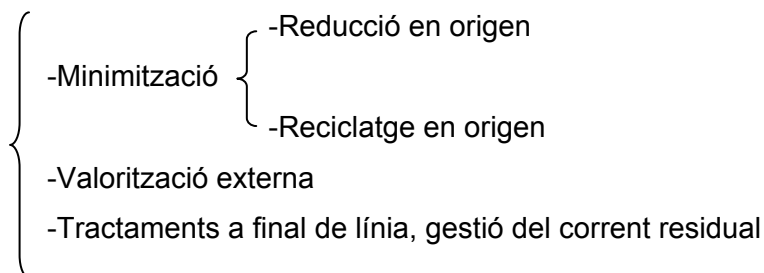 -Reducció en origen
-Minimització
-Reciclatge en origen
-Valorització externa
-Tractaments a final de línia, gestió del corrent residual